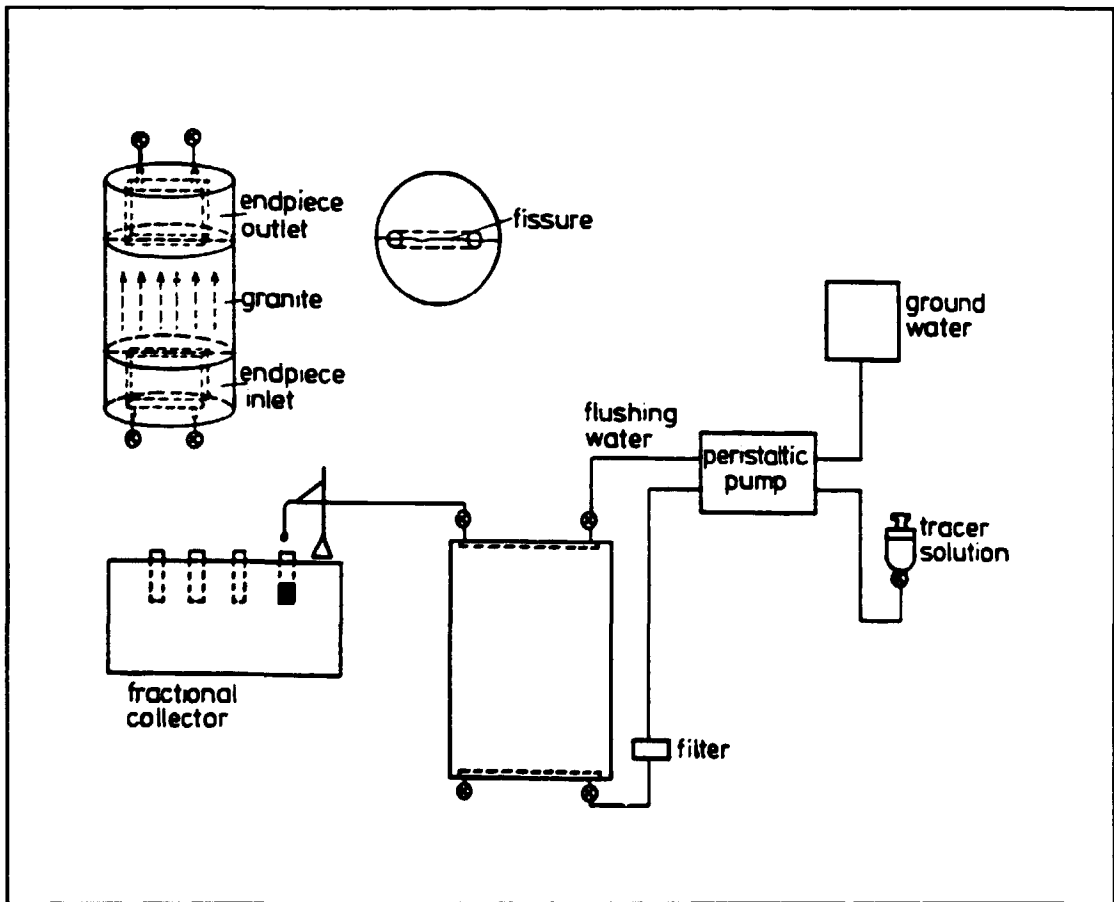 endpiece
outlet
granite
endpiece
inlet
fissure
ground
water
flushing
water
peristaltic
pump
tracer
solution
fractional
collector
filter